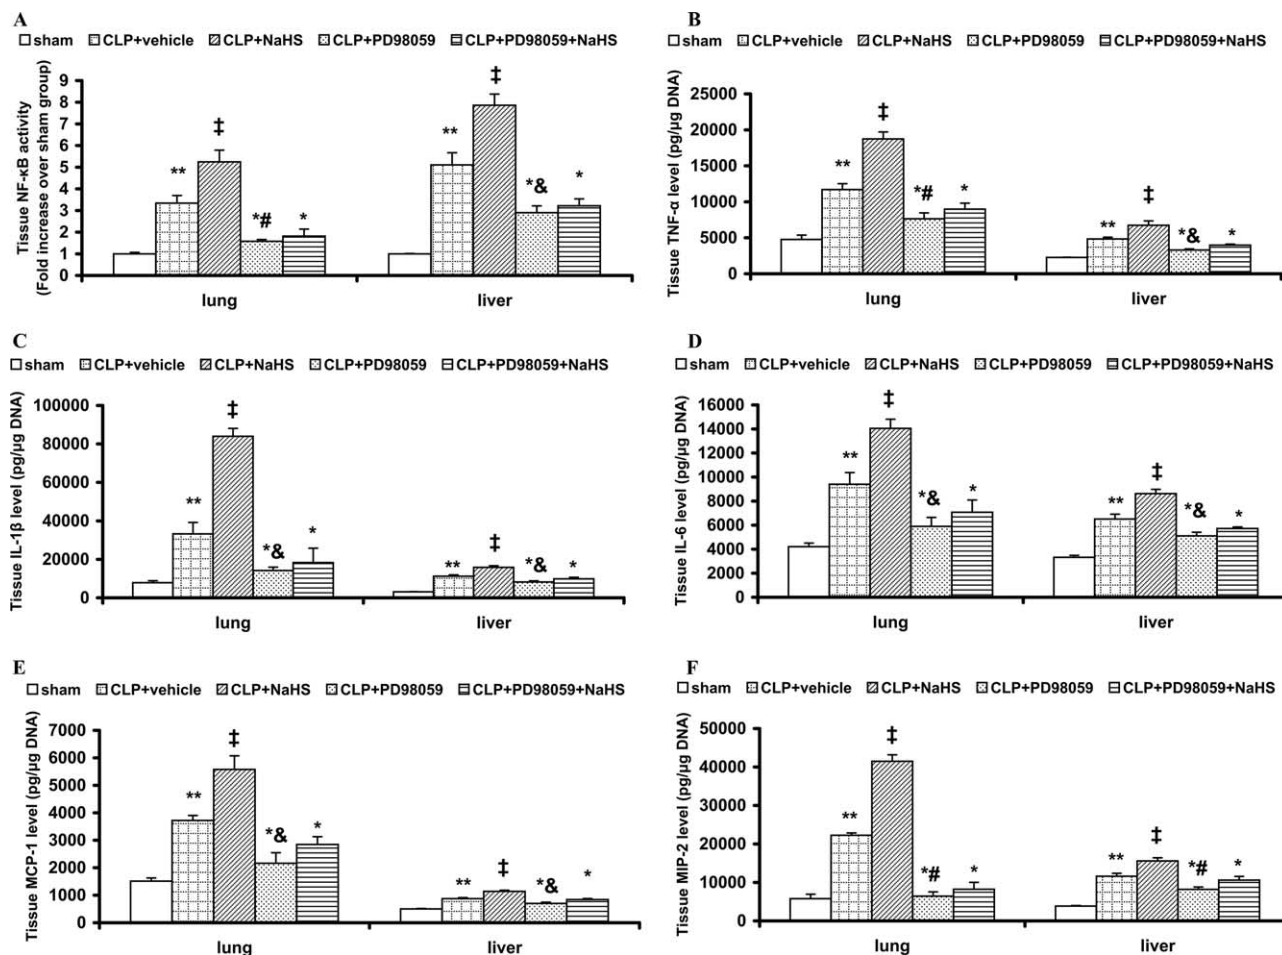 A
sham CLP+vehicle CLP+NaHS CLP+PD98059 CLP+PD98059+NaHS
Tissue NF-κB activity
(Fold increase over sham group)
9
8
7
6
5
4
3
2
1
0
** ‡ *# * ** ‡ *& *
lung liver
B
sham CLP+vehicle CLP+NaHS CLP+PD98059 CLP+PD98059+NaHS
Tissue TNF-α level (pg/μg DNA)
25000
20000
15000
10000
5000
0
** ‡ *# * ** ‡ *& *
lung liver
C
sham CLP+vehicle CLP+NaHS CLP+PD98059 CLP+PD98059+NaHS
Tissue IL-1β level (pg/μg DNA)
100000
80000
60000
40000
20000
0
** ‡ *& * ** ‡ *& *
lung liver
D
sham CLP+vehicle CLP+NaHS CLP+PD98059 CLP+PD98059+NaHS
Tissue IL-6 level (pg/μg DNA)
16000
14000
12000
10000
8000
6000
4000
2000
0
** ‡ *& * ** ‡ *& *
lung liver
E
sham CLP+vehicle CLP+NaHS CLP+PD98059 CLP+PD98059+NaHS
Tissue MCP-1 level (pg/μg DNA)
7000
6000
5000
4000
3000
2000
1000
0
** ‡ *& * ** ‡ *& *
lung liver
F
sham CLP+vehicle CLP+NaHS CLP+PD98059 CLP+PD98059+NaHS
Tissue MIP-2 level (pg/μg DNA)
50000
40000
30000
20000
10000
0
** ‡ *# * ** ‡ *# *
lung liver